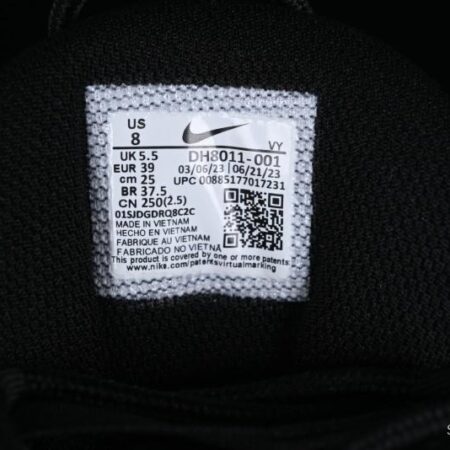 US
8
VY
UK 5.5
DH8011-001
EUR 39
03/06/23 06/21/23
cm 25
UPC 00885177017231
BR 37.5
CN 250(2.5)
01SJDGDRQ8C2C
MADE IN VIETNAM
HECHO EN VIETNAM
FABRIQUE AU VIETNAM
FABRICADO NO VIETNÃ
This product is covered by one or more patents:
www.nike.com/patentsvirtualmarking
S